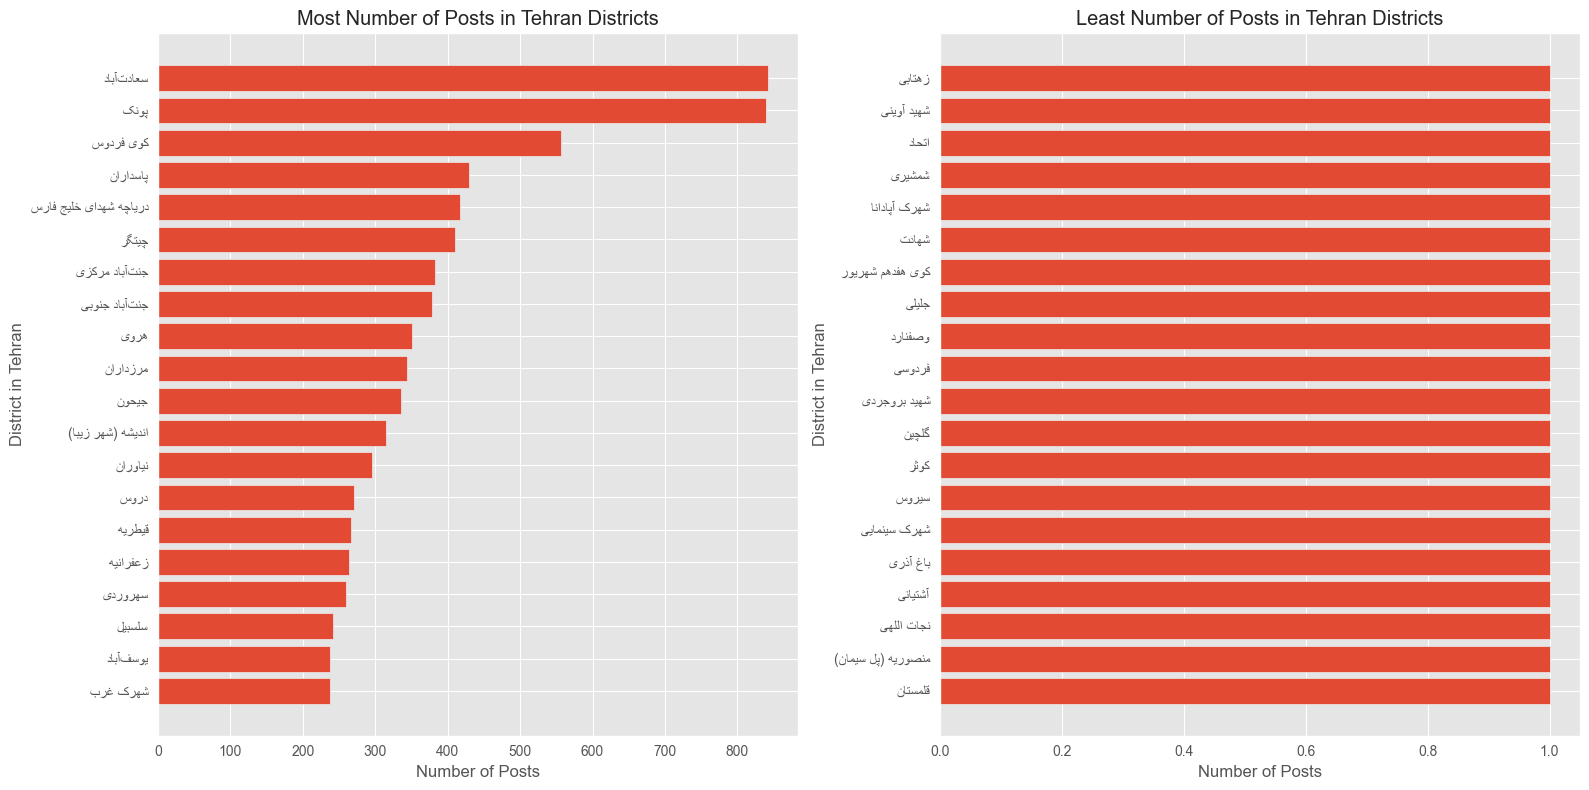 Most Number of Posts in Tehran Districts
District in Tehran
سعادت‌آباد
پونک
کوی فردوس
پاسداران
دریاچه شهدای خلیج فارس
چیتگر
جنت‌آباد مرکزی
جنت‌آباد جنوبی
هروی
مرزداران
جیحون
اندیشه (شهر زیبا)
نیاوران
دروس
قیطریه
زعفرانیه
سهروردی
سلسبیل
یوسف‌آباد
شهرک غرب
0 100 200 300 400 500 600 700 800
Number of Posts
Least Number of Posts in Tehran Districts
District in Tehran
زهتابی
شهید آوینی
اتحاد
شمشیری
شهرک آپادانا
شهادت
کوی هفدهم شهریور
جلیلی
وصفنارد
فردوسی
شهید بروجردی
گلچین
کوثر
سیروس
شهرک سینمایی
باغ آذری
آشتیانی
نجات اللهی
منصوریه (پل سیمان)
قلمستان
0.0 0.2 0.4 0.6 0.8 1.0
Number of Posts